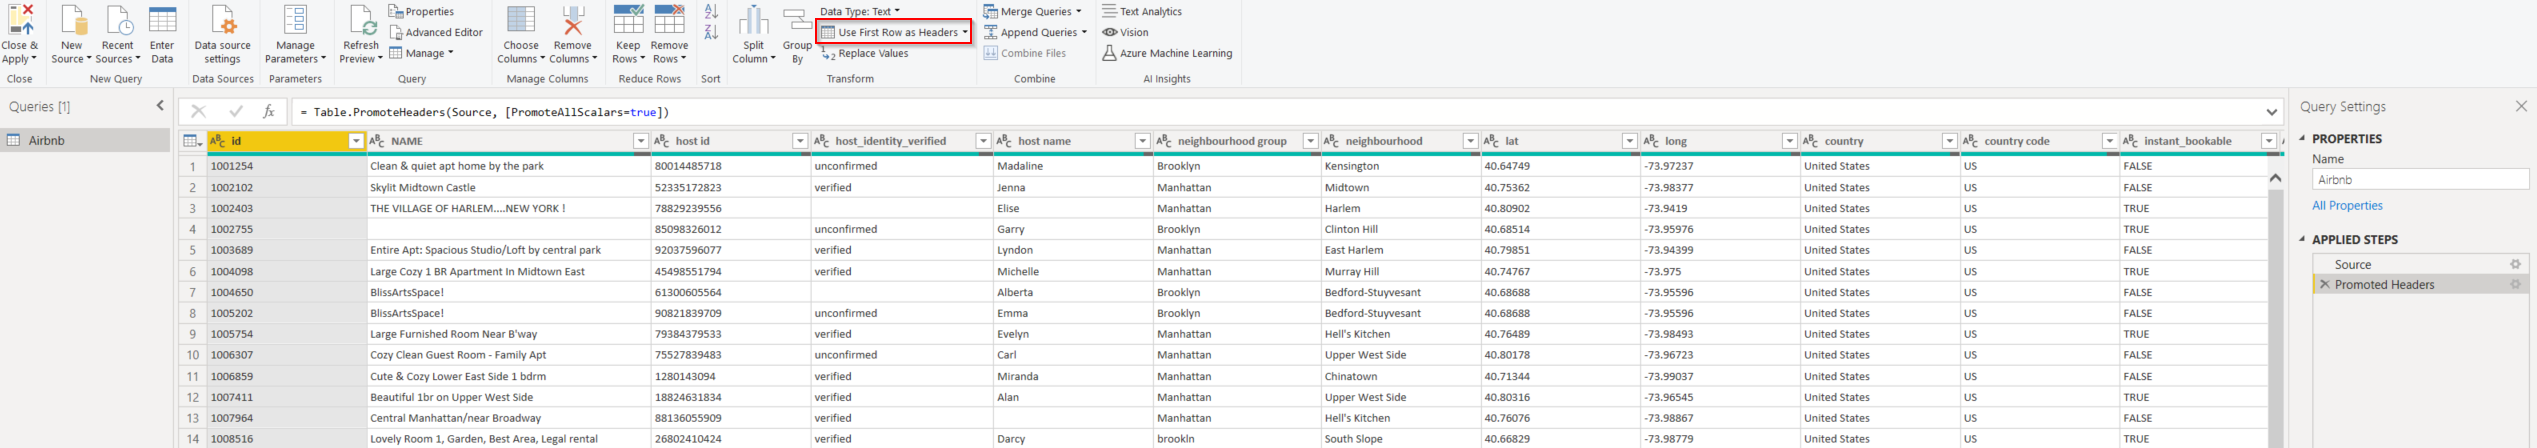 Close & Apply
Close
New Source
Recent Sources
Enter Data
New Query
Data source settings
Data Sources
Manage Parameters
Parameters
Refresh Preview
Properties
Advanced Editor
Manage
Query
Choose Columns
Remove Columns
Manage Columns
Keep Rows
Remove Rows
Reduce Rows
Sort
Split Column
Group By
Data Type: Text
Use First Row as Headers
Replace Values
Transform
Merge Queries
Append Queries
Combine Files
Combine
Text Analytics
Vision
Azure Machine Learning
AI Insights
Queries [1]
Airbnb
fx = Table.PromoteHeaders(Source, [PromoteAllScalars=true])
id NAME host id host_identity_verified host name neighbourhood group neighbourhood lat long country country code instant_bookable
1 1001254 Clean & quiet apt home by the park 80014485718 unconfirmed Madaline Brooklyn Kensington 40.64749 -73.97237 United States US FALSE
2 1002102 Skylit Midtown Castle 52335172823 verified Jenna Manhattan Midtown 40.75362 -73.98377 United States US FALSE
3 1002403 THE VILLAGE OF HARLEM....NEW YORK ! 78829239556 Elise Manhattan Harlem 40.80902 -73.9419 United States US TRUE
4 1002755 85098326012 unconfirmed Garry Brooklyn Clinton Hill 40.68514 -73.95976 United States US TRUE
5 1003689 Entire Apt: Spacious Studio/Loft by central park 92037596077 verified Lyndon Manhattan East Harlem 40.79851 -73.94399 United States US FALSE
6 1004098 Large Cozy 1 BR Apartment In Midtown East 45498551794 verified Michelle Manhattan Murray Hill 40.74767 -73.975 United States US TRUE
7 1004650 BlissArtsSpace! 61300605564 Alberta Brooklyn Bedford-Stuyvesant 40.68688 -73.95596 United States US FALSE
8 1005202 BlissArtsSpace! 90821839709 unconfirmed Emma Brooklyn Bedford-Stuyvesant 40.68688 -73.95596 United States US FALSE
9 1005754 Large Furnished Room Near B'way 79384379533 verified Evelyn Manhattan Hell's Kitchen 40.76489 -73.98493 United States US TRUE
10 1006307 Cozy Clean Guest Room - Family Apt 75527839483 unconfirmed Carl Manhattan Upper West Side 40.80178 -73.96723 United States US FALSE
11 1006859 Cute & Cozy Lower East Side 1 bdrm 1280143094 verified Miranda Manhattan Chinatown 40.71344 -73.99037 United States US FALSE
12 1007411 Beautiful 1br on Upper West Side 18824631834 verified Alan Manhattan Upper West Side 40.80316 -73.96545 United States US TRUE
13 1007964 Central Manhattan/near Broadway 88136055909 verified Manhattan Hell's Kitchen 40.76076 -73.98867 United States US FALSE
14 1008516 Lovely Room 1, Garden, Best Area, Legal rental 26802410424 verified Darcy brookln South Slope 40.66829 -73.98779 United States US TRUE
Query Settings
PROPERTIES
Name
Airbnb
All Properties
APPLIED STEPS
Source
Promoted Headers